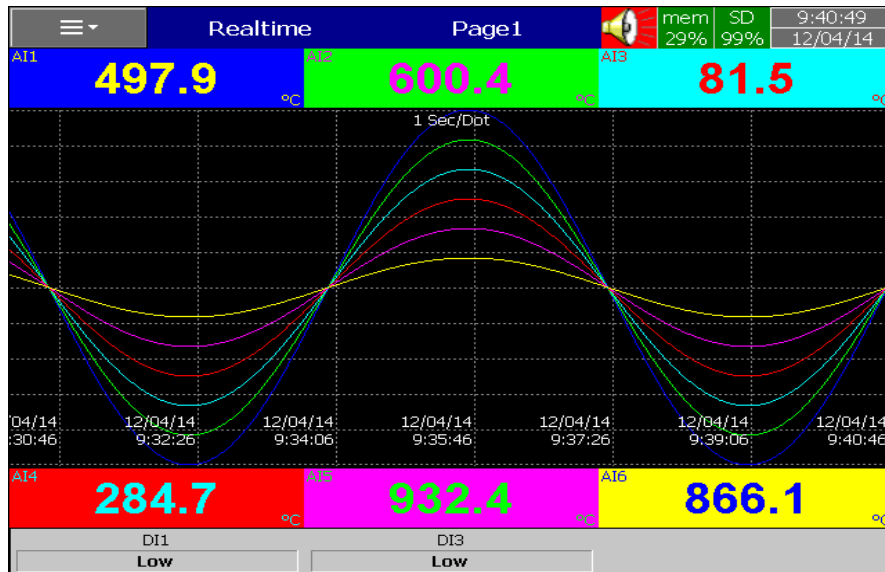 Realtime Page1 mem SD 9:40:49
29% 99% 12/04/14
AI1 AI2 AI3
497.9 °C 600.4 °C 81.5 °C
1 Sec/Dot
/04/14 12/04/14 12/04/14 12/04/14 12/04/14 12/04/14 12/04/14
:30:46 9:32:26 9:34:06 9:35:46 9:37:26 9:39:06 9:40:46
AI4 AI5 AI6
284.7 °C 932.4 °C 866.1 °C
DI1 DI3
Low Low